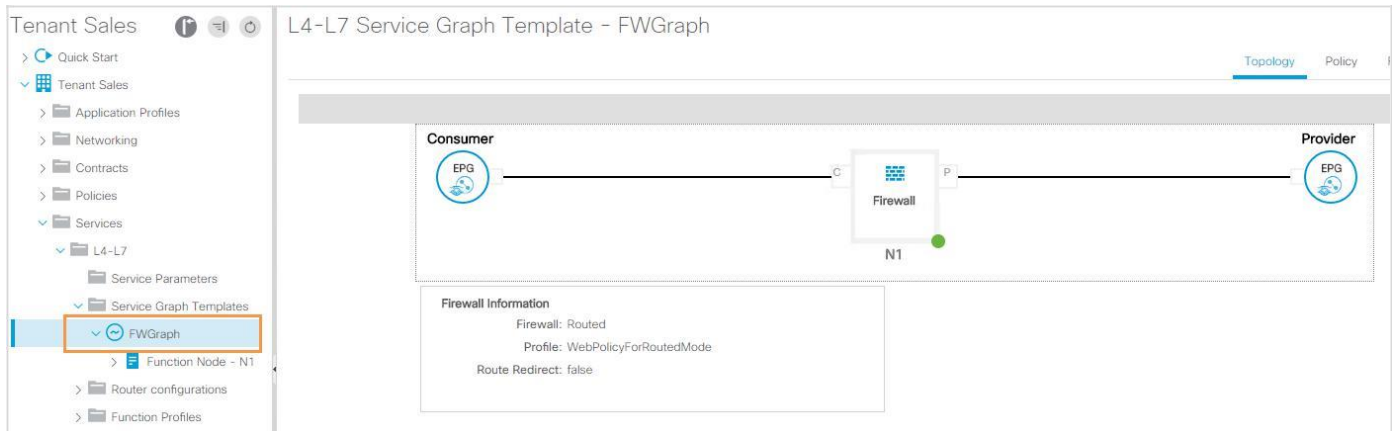 Tenant Sales
Quick Start
Tenant Sales
Application Profiles
Networking
Contracts
Policies
Services
L4-L7
Service Parameters
Service Graph Templates
FWGraph
Function Node - N1
Router configurations
Function Profiles
L4-L7 Service Graph Template - FWGraph
Topology Policy
Consumer Provider
EPG C Firewall P EPG
N1
Firewall Information
Firewall: Routed
Profile: WebPolicyForRoutedMode
Route Redirect: false